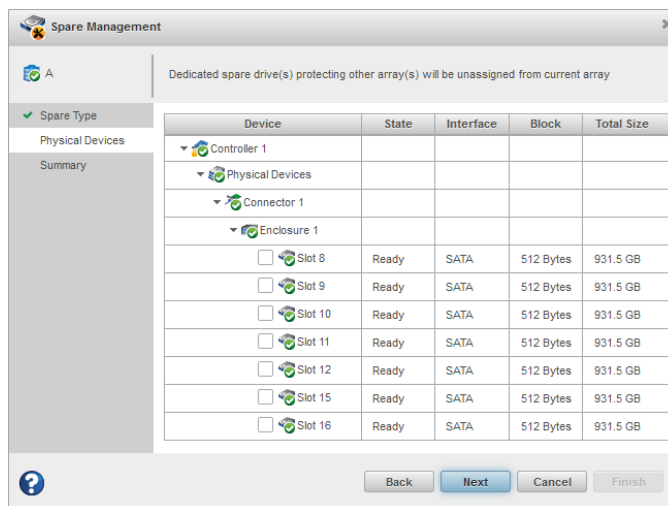 Spare Management
A
Dedicated spare drive(s) protecting other array(s) will be unassigned from current array
Spare Type
Physical Devices
Summary
Device State Interface Block Total Size
Controller 1
Physical Devices
Connector 1
Enclosure 1
Slot 8 Ready SATA 512 Bytes 931.5 GB
Slot 9 Ready SATA 512 Bytes 931.5 GB
Slot 10 Ready SATA 512 Bytes 931.5 GB
Slot 11 Ready SATA 512 Bytes 931.5 GB
Slot 12 Ready SATA 512 Bytes 931.5 GB
Slot 15 Ready SATA 512 Bytes 931.5 GB
Slot 16 Ready SATA 512 Bytes 931.5 GB
? Back Next Cancel Finish